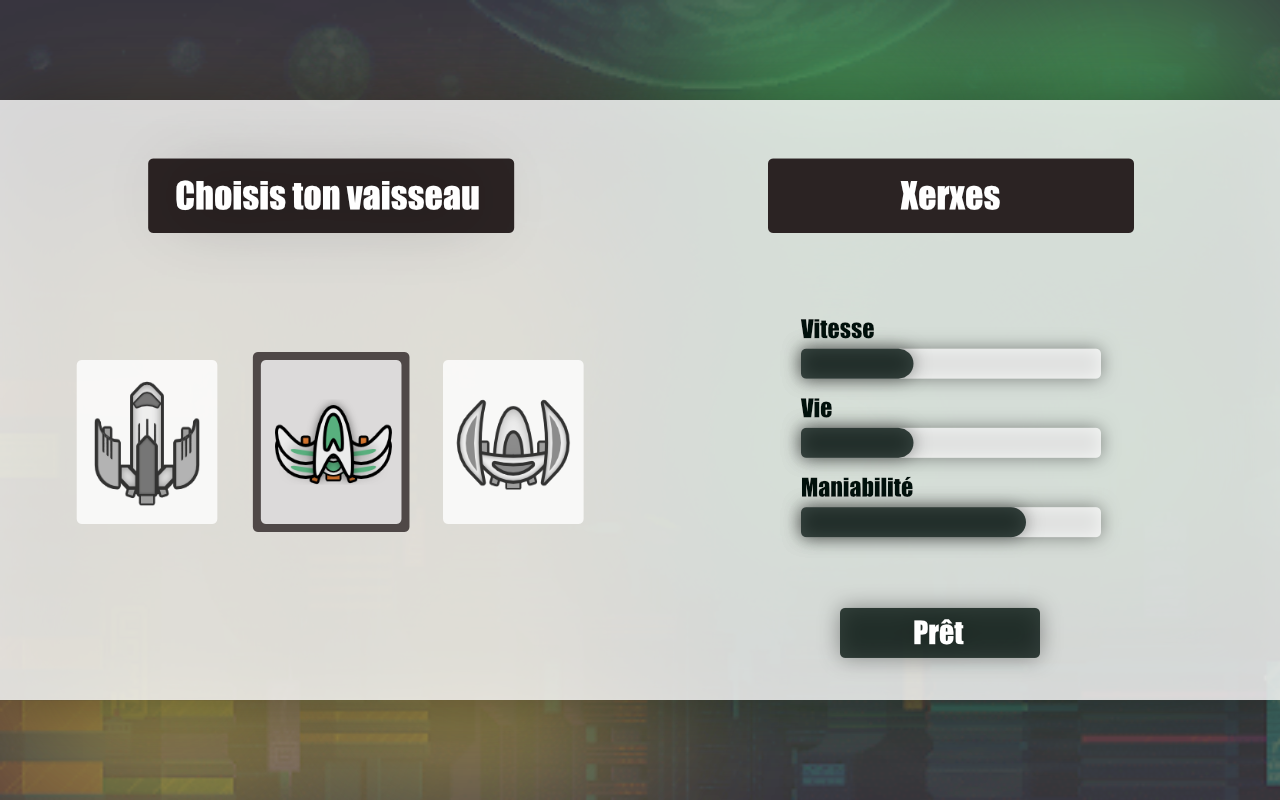 Choisis ton vaisseau
Xerxes
Vitesse
Vie
Maniabilité
Prêt